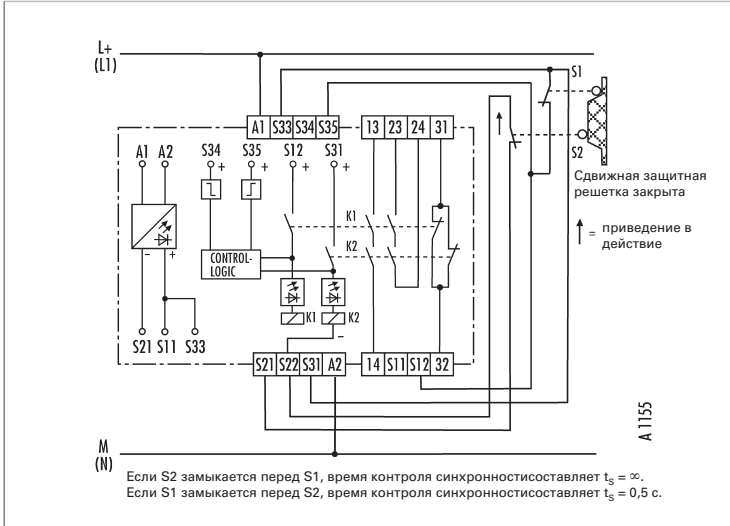 L+
(L1)
S1
A1 S33 S34 S35 13 23 24 31
S2
A1 A2 S34 S35 S12 S31
+ + + +
Сдвижная защитная
решетка закрыта
K1
= приведение в
действие
K2
CONTROL-
LOGIC
− +
K1 K2
−
S21 S11 S33
S21 S22 S31 A2 14 S11 S12 32
A 1155
M
(N)
Если S2 замыкается перед S1, время контроля синхронностисоставляет tS = ∞.
Если S1 замыкается перед S2, время контроля синхронностисоставляет tS = 0,5 с.